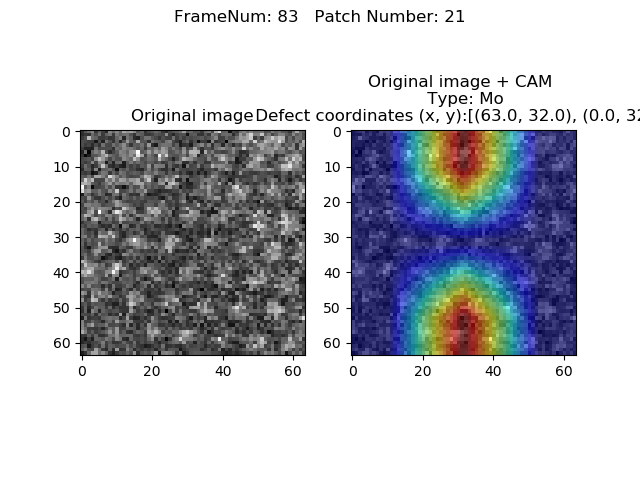 FrameNum: 83   Patch Number: 21
Original image + CAM
Type: Mo
Original image
Defect coordinates (x, y):[(63.0, 32.0), (0.0, 32
0
10
20
30
40
50
60
0 20 40 60
0
10
20
30
40
50
60
0 20 40 60